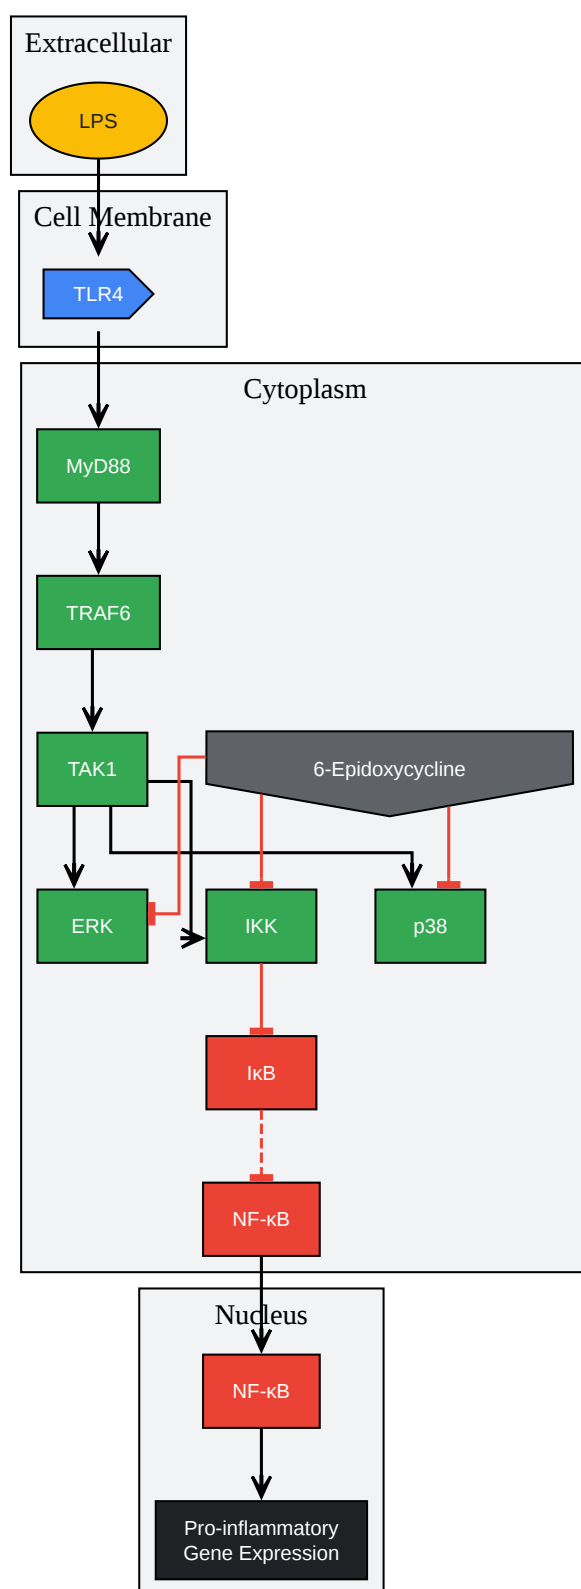 Extracellular
LPS
Cell Membrane
TLR4
Cytoplasm
MyD88
TRAF6
TAK1
6-Epidoxycycline
ERK
IKK
p38
IκB
NF-κB
Nucleus
NF-κB
Pro-inflammatory
Gene Expression